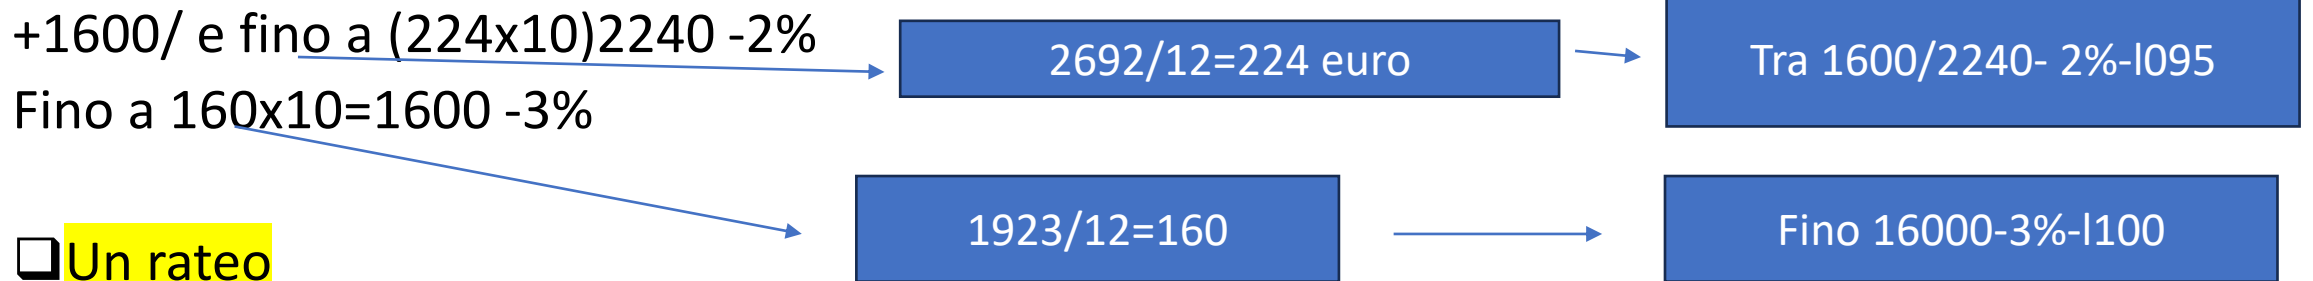 +1600/ e fino a (224x10)2240 -2%
2692/12=224 euro
Tra 1600/2240- 2%-l095
Fino a 160x10=1600 -3%
1923/12=160
Fino 16000-3%-l100
Un rateo